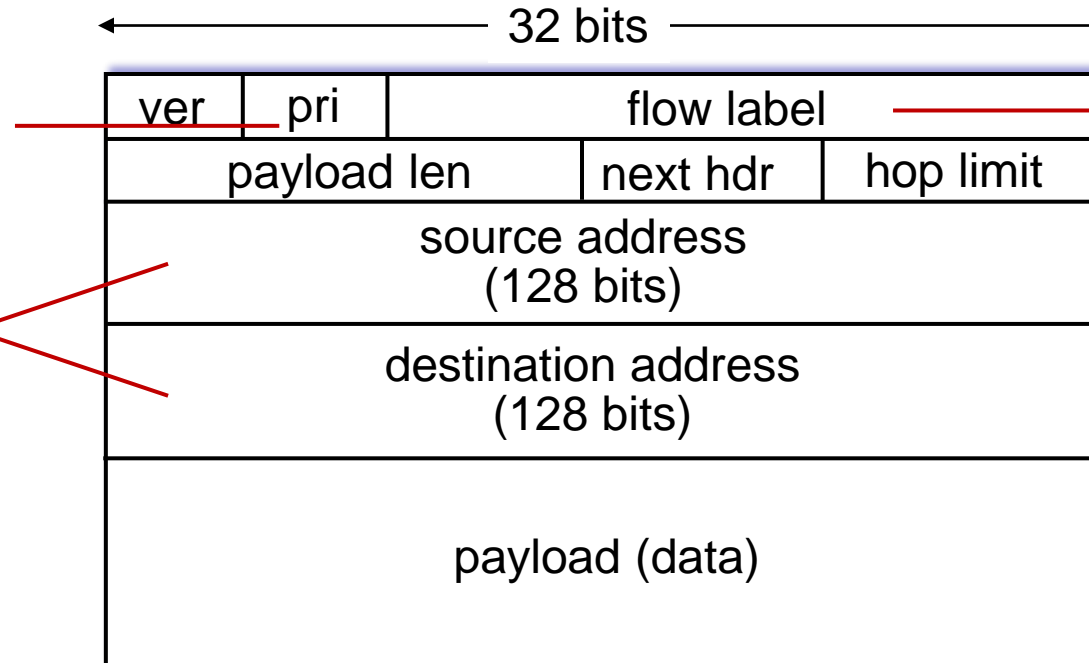 32 bits
ver pri flow label
payload len next hdr hop limit
source address
(128 bits)
destination address
(128 bits)
payload (data)